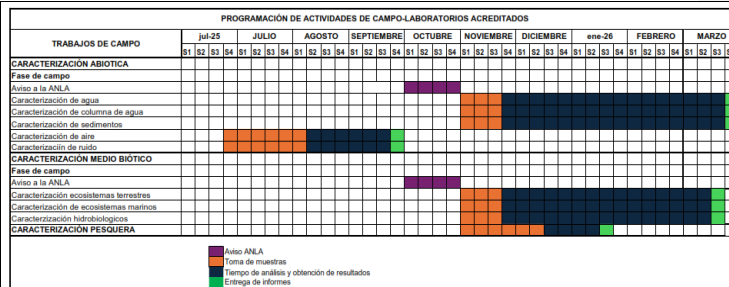 PROGRAMACIÓN DE ACTIVIDADES DE CAMPO-LABORATORIOS ACREDITADOS
TRABAJOS DE CAMPO jul-25 JULIO AGOSTO SEPTIEMBRE OCTUBRE NOVIEMBRE DICIEMBRE ene-26 FEBRERO MARZO
S1 S2 S3 S4 S1 S2 S3 S4 S1 S2 S3 S4 S1 S2 S3 S4 S1 S2 S3 S4 S1 S2 S3 S4 S1 S2 S3 S4 S1 S2 S3 S4 S1 S2 S3 S4 S1 S2 S3
CARACTERIZACIÓN ABIOTICA
Fase de campo
Aviso a la ANLA
Caracterización de agua
Caracterización de columna de agua
Caracterización de sedimentos
Caracterización de aire
Caracterizaciín de ruido
CARACTERIZACIÓN MEDIO BIÓTICO
Fase de campo
Aviso a la ANLA
Caracterización ecosistemas terrestres
Caracterización de ecosistemas marinos
Caracterzización hidrobiologicos
CARACTERIZACIÓN PESQUERA
Aviso ANLA
Toma de muestras
Tiempo de análisis y obtención de resultados
Entrega de informes